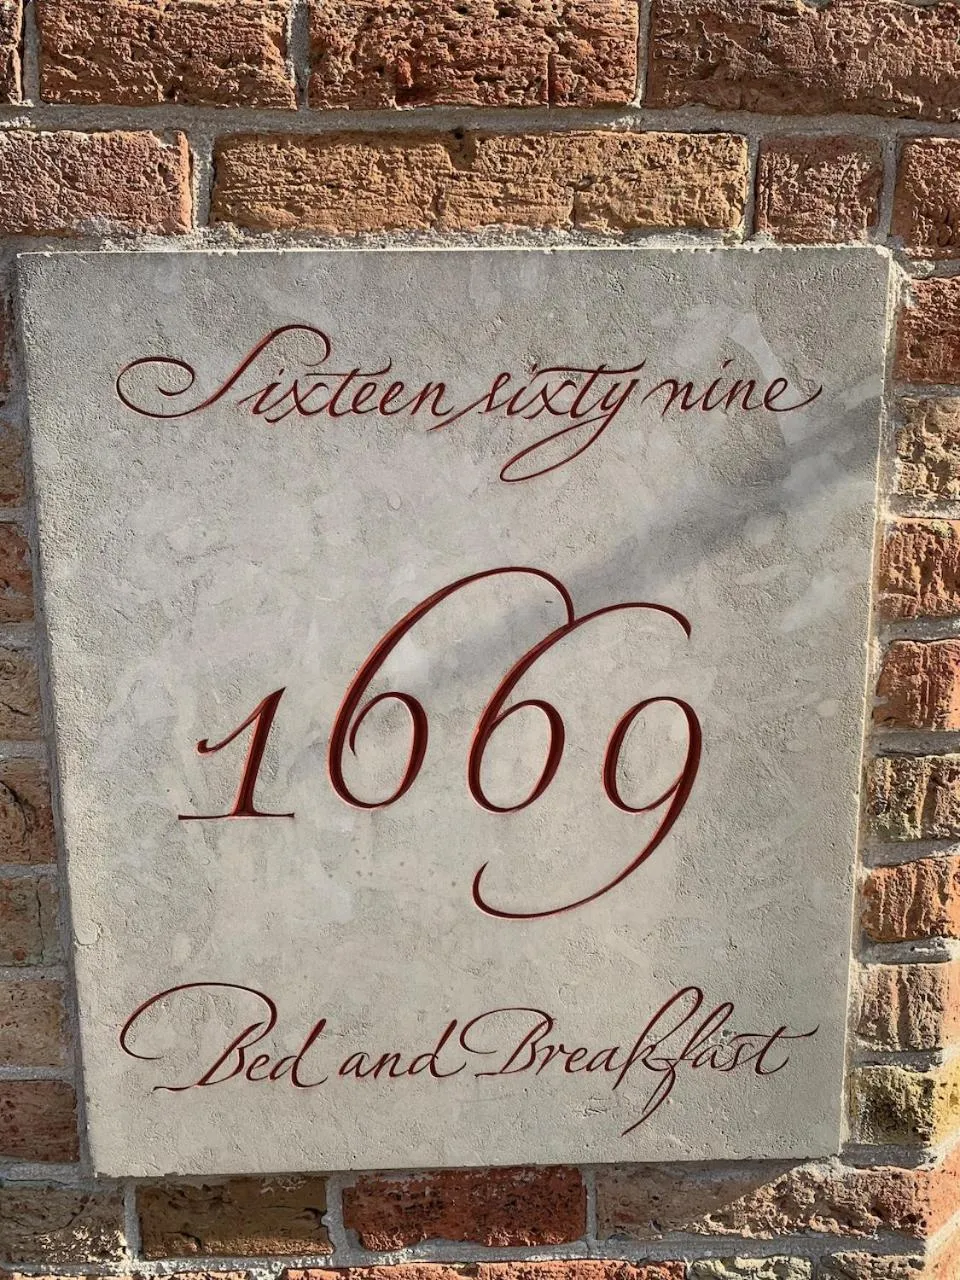 Sixteen sixty nine
1669
Bed and Breakfast